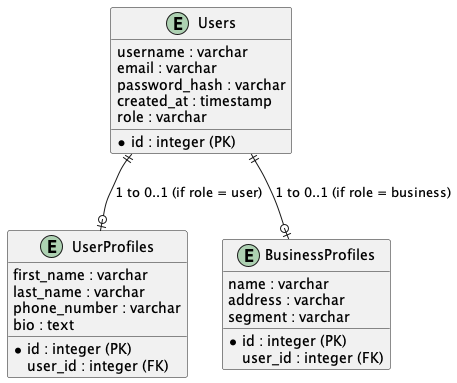 E Users
username : varchar
email : varchar
password_hash : varchar
created_at : timestamp
role : varchar
* id : integer (PK)
1 to 0..1 (if role = user)
1 to 0..1 (if role = business)
E UserProfiles
first_name : varchar
last_name : varchar
phone_number : varchar
bio : text
* id : integer (PK)
user_id : integer (FK)
E BusinessProfiles
name : varchar
address : varchar
segment : varchar
* id : integer (PK)
user_id : integer (FK)